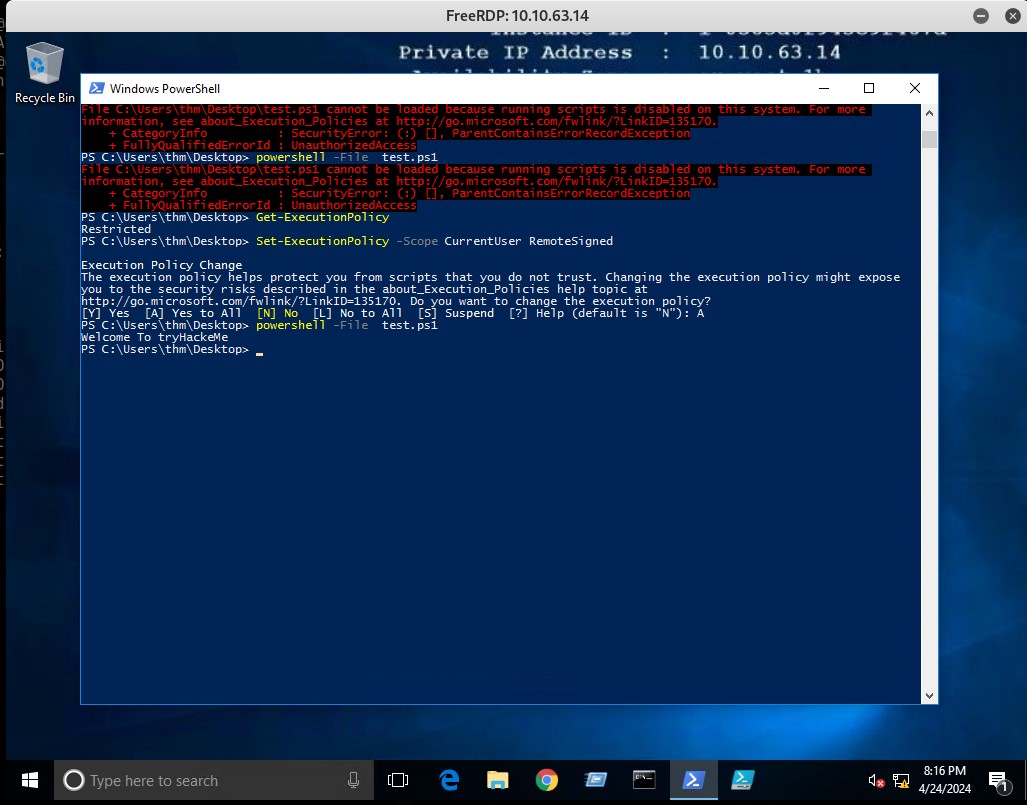 FreeRDP: 10.10.63.14
Private IP Address : 10.10.63.14
Recycle Bin
Windows PowerShell
File C:\Users\thm\Desktop\test.ps1 cannot be loaded because running scripts is disabled on this system. For more
information, see about_Execution_Policies at http://go.microsoft.com/fwlink/?LinkID=135170.
+ CategoryInfo : SecurityError: (:) [], ParentContainsErrorRecordException
+ FullyQualifiedErrorId : UnauthorizedAccess
PS C:\Users\thm\Desktop> powershell -File test.ps1
File C:\Users\thm\Desktop\test.ps1 cannot be loaded because running scripts is disabled on this system. For more
information, see about_Execution_Policies at http://go.microsoft.com/fwlink/?LinkID=135170.
+ CategoryInfo : SecurityError: (:) [], ParentContainsErrorRecordException
+ FullyQualifiedErrorId : UnauthorizedAccess
PS C:\Users\thm\Desktop> Get-ExecutionPolicy
Restricted
PS C:\Users\thm\Desktop> Set-ExecutionPolicy -Scope CurrentUser RemoteSigned
Execution Policy Change
The execution policy helps protect you from scripts that you do not trust. Changing the execution policy might expose
you to the security risks described in the about_Execution_Policies help topic at
http://go.microsoft.com/fwlink/?LinkID=135170. Do you want to change the execution policy?
[Y] Yes [A] Yes to All [N] No [L] No to All [S] Suspend [?] Help (default is "N"): A
PS C:\Users\thm\Desktop> powershell -File test.ps1
Welcome To tryHackeMe
PS C:\Users\thm\Desktop> _
Type here to search
8:16 PM
4/24/2024
1